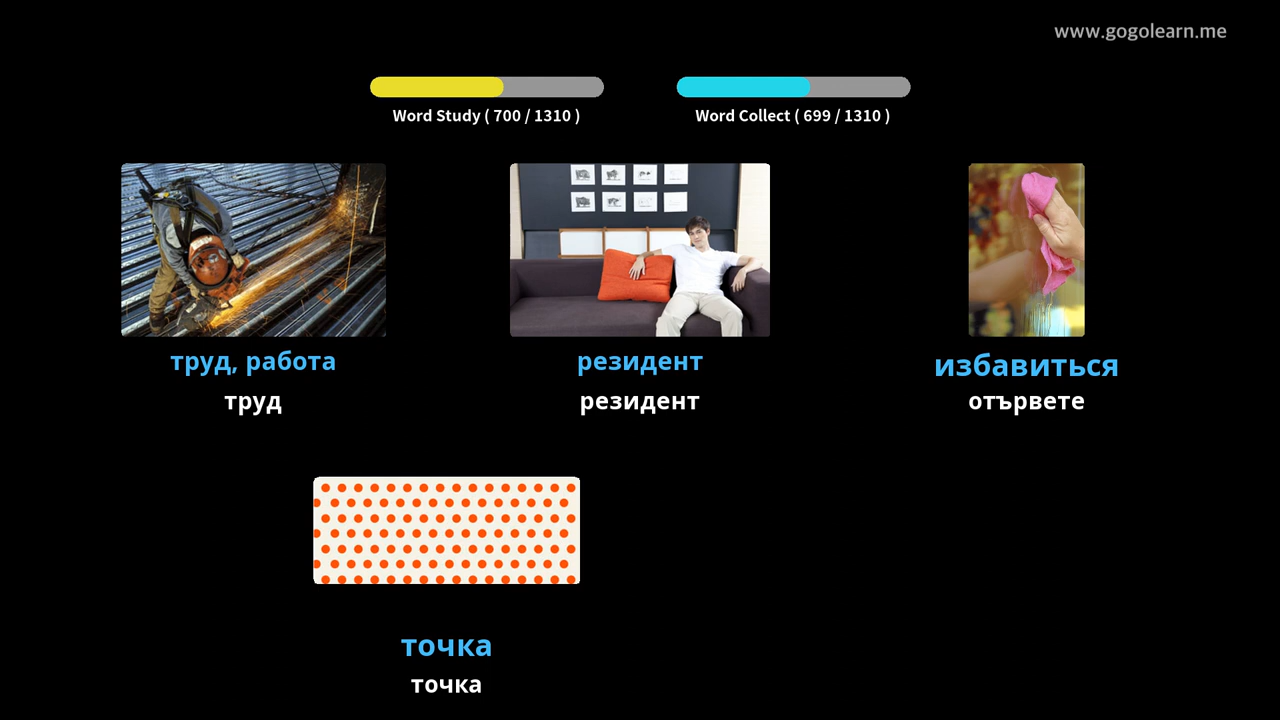 www.gogolearn.me
Word Study ( 700 / 1310 )
Word Collect ( 699 / 1310 )
труд, работа
труд
резидент
резидент
избавиться
отървете
точка
точка